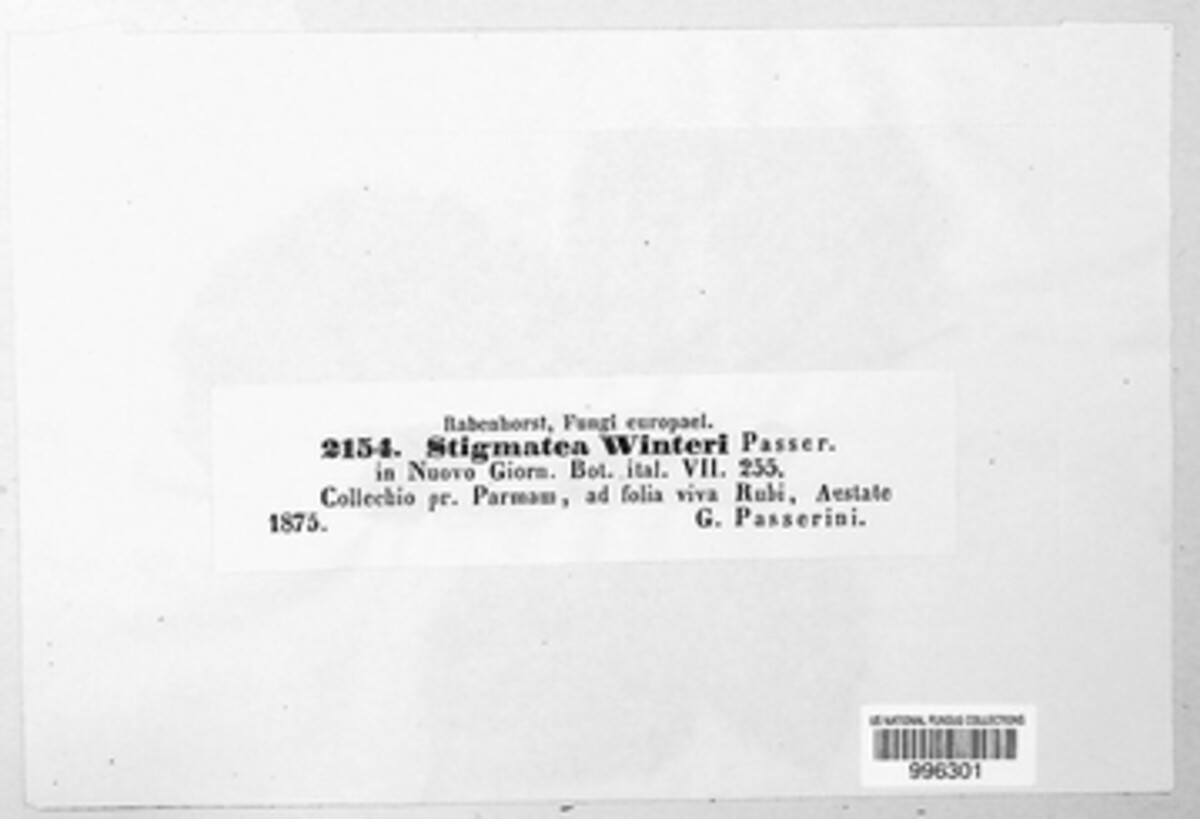 Rabenhorst, Fungi europaei.
2154. Stigmatea Winteri Passer.
in Nuovo Giorn. Bot. ital. VII. 255.
Collechio pr. Parmam, ad folia viva Rubi, Aestate
1875. G. Passerini.
US NATIONAL FUNGUS COLLECTIONS
996301